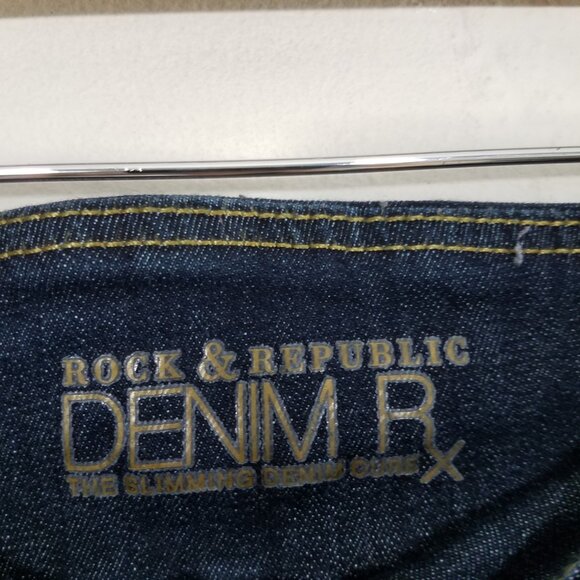 ROCK & REPUBLIC
DENIM Rx
THE SLIMMING DENIM CURE